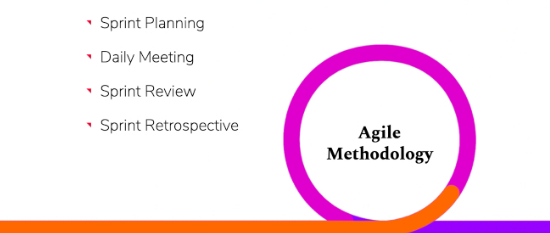 Sprint Planning
Daily Meeting
Sprint Review
Sprint Retrospective
Agile
Methodology